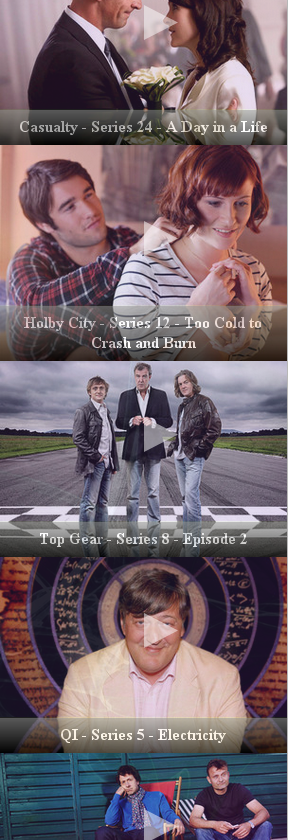 Casualty - Series 24 - A Day in a Life
Holby City - Series 12 - Too Cold to
Crash and Burn
Top Gear - Series 8 - Episode 2
QI - Series 5 - Electricity